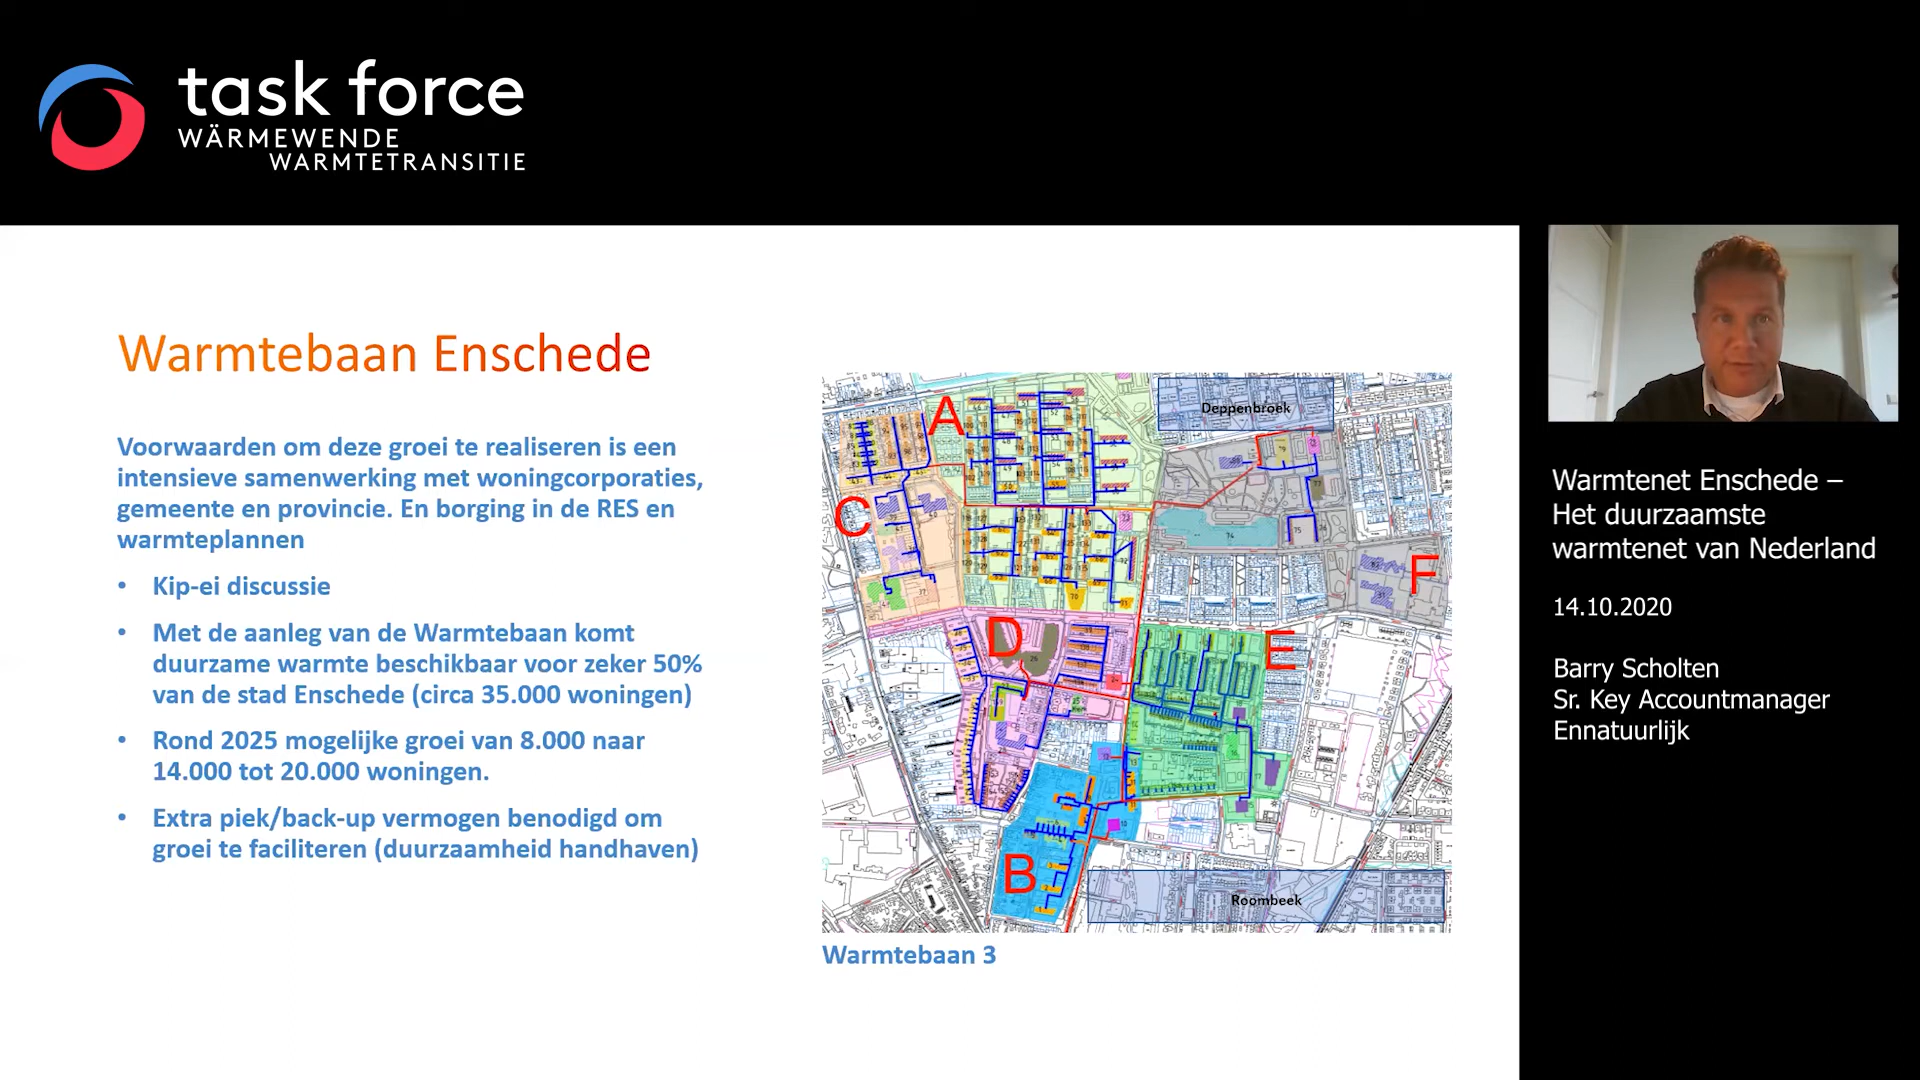 task force
WÄRMEWENDE
WARMTETRANSITIE
Warmtebaan Enschede
Voorwaarden om deze groei te realiseren is een
intensieve samenwerking met woningcorporaties,
gemeente en provincie. En borging in de RES en
warmteplannen
• Kip-ei discussie
• Met de aanleg van de Warmtebaan komt
duurzame warmte beschikbaar voor zeker 50%
van de stad Enschede (circa 35.000 woningen)
• Rond 2025 mogelijke groei van 8.000 naar
14.000 tot 20.000 woningen.
• Extra piek/back-up vermogen benodigd om
groei te faciliteren (duurzaamheid handhaven)
A
Deppenbroek
C
F
D
E
B
Roombeek
Warmtebaan 3
Warmtenet Enschede –
Het duurzaamste
warmtenet van Nederland
14.10.2020
Barry Scholten
Sr. Key Accountmanager
Ennatuurlijk